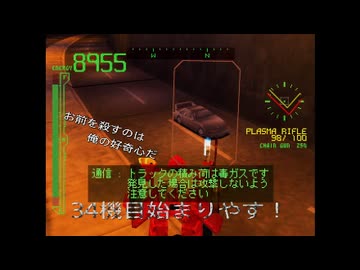 ENERGY
8955
W N
お前を殺すのは
俺の好奇心だ
PLASMA RIFLE
98/ 100
CHAIN GUN 295
通信: トラックの積み荷は毒ガスです
発見した場合は攻撃しないよう
注意してください
34機目始まりやす！